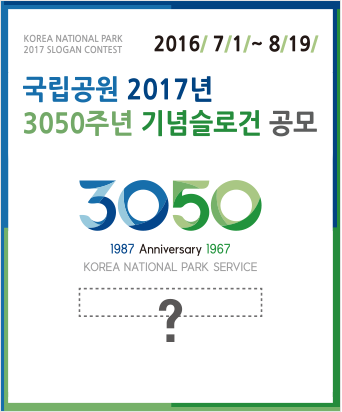 KOREA NATIONAL PARK
2017 SLOGAN CONTEST
2016/ 7/1/~ 8/19/
국립공원 2017년
3050주년 기념슬로건 공모
3050
1987 Anniversary 1967
KOREA NATIONAL PARK SERVICE
?